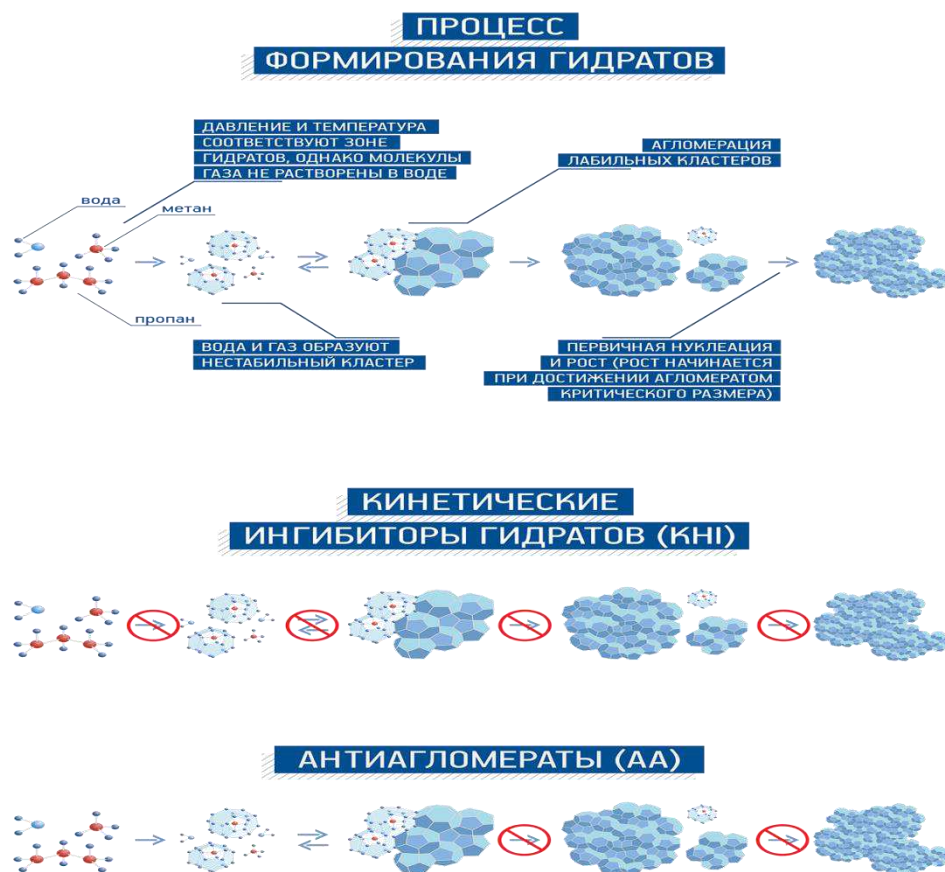 ПРОЦЕСС
ФОРМИРОВАНИЯ ГИДРАТОВ
ДАВЛЕНИЕ И ТЕМПЕРАТУРА
СООТВЕТСТВУЮТ ЗОНЕ
ГИДРАТОВ, ОДНАКО МОЛЕКУЛЫ
ГАЗА НЕ РАСТВОРЕНЫ В ВОДЕ
АГЛОМЕРАЦИЯ
ЛАБИЛЬНЫХ КЛАСТЕРОВ
вода
метан
пропан
ВОДА И ГАЗ ОБРАЗУЮТ
НЕСТАБИЛЬНЫЙ КЛАСТЕР
ПЕРВИЧНАЯ НУКЛЕАЦИЯ
И РОСТ (РОСТ НАЧИНАЕТСЯ
ПРИ ДОСТИЖЕНИИ АГЛОМЕРАТОМ
КРИТИЧЕСКОГО РАЗМЕРА)
КИНЕТИЧЕСКИЕ
ИНГИБИТОРЫ ГИДРАТОВ (KHI)
АНТИАГЛОМЕРАТЫ (АА)